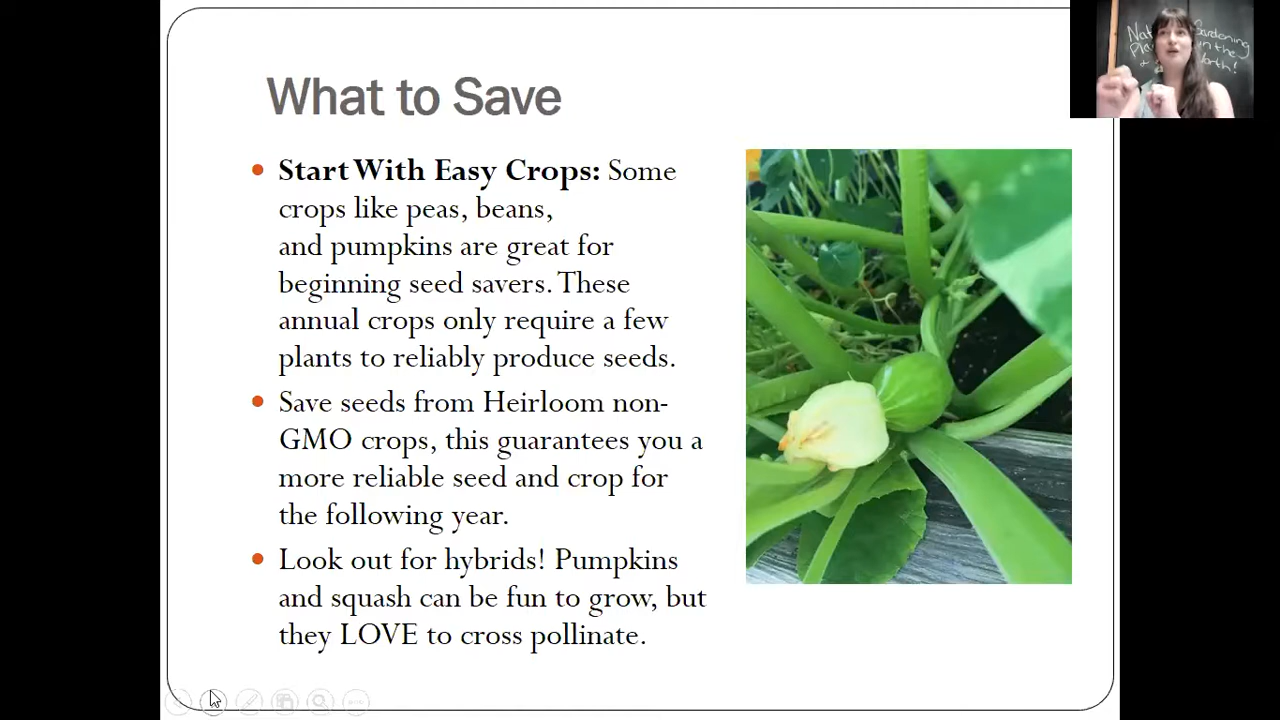 What to Save
Start With Easy Crops: Some
crops like peas, beans,
and pumpkins are great for
beginning seed savers. These
annual crops only require a few
plants to reliably produce seeds.
Save seeds from Heirloom non-
GMO crops, this guarantees you a
more reliable seed and crop for
the following year.
Look out for hybrids! Pumpkins
and squash can be fun to grow, but
they LOVE to cross pollinate.
Gardening
in the